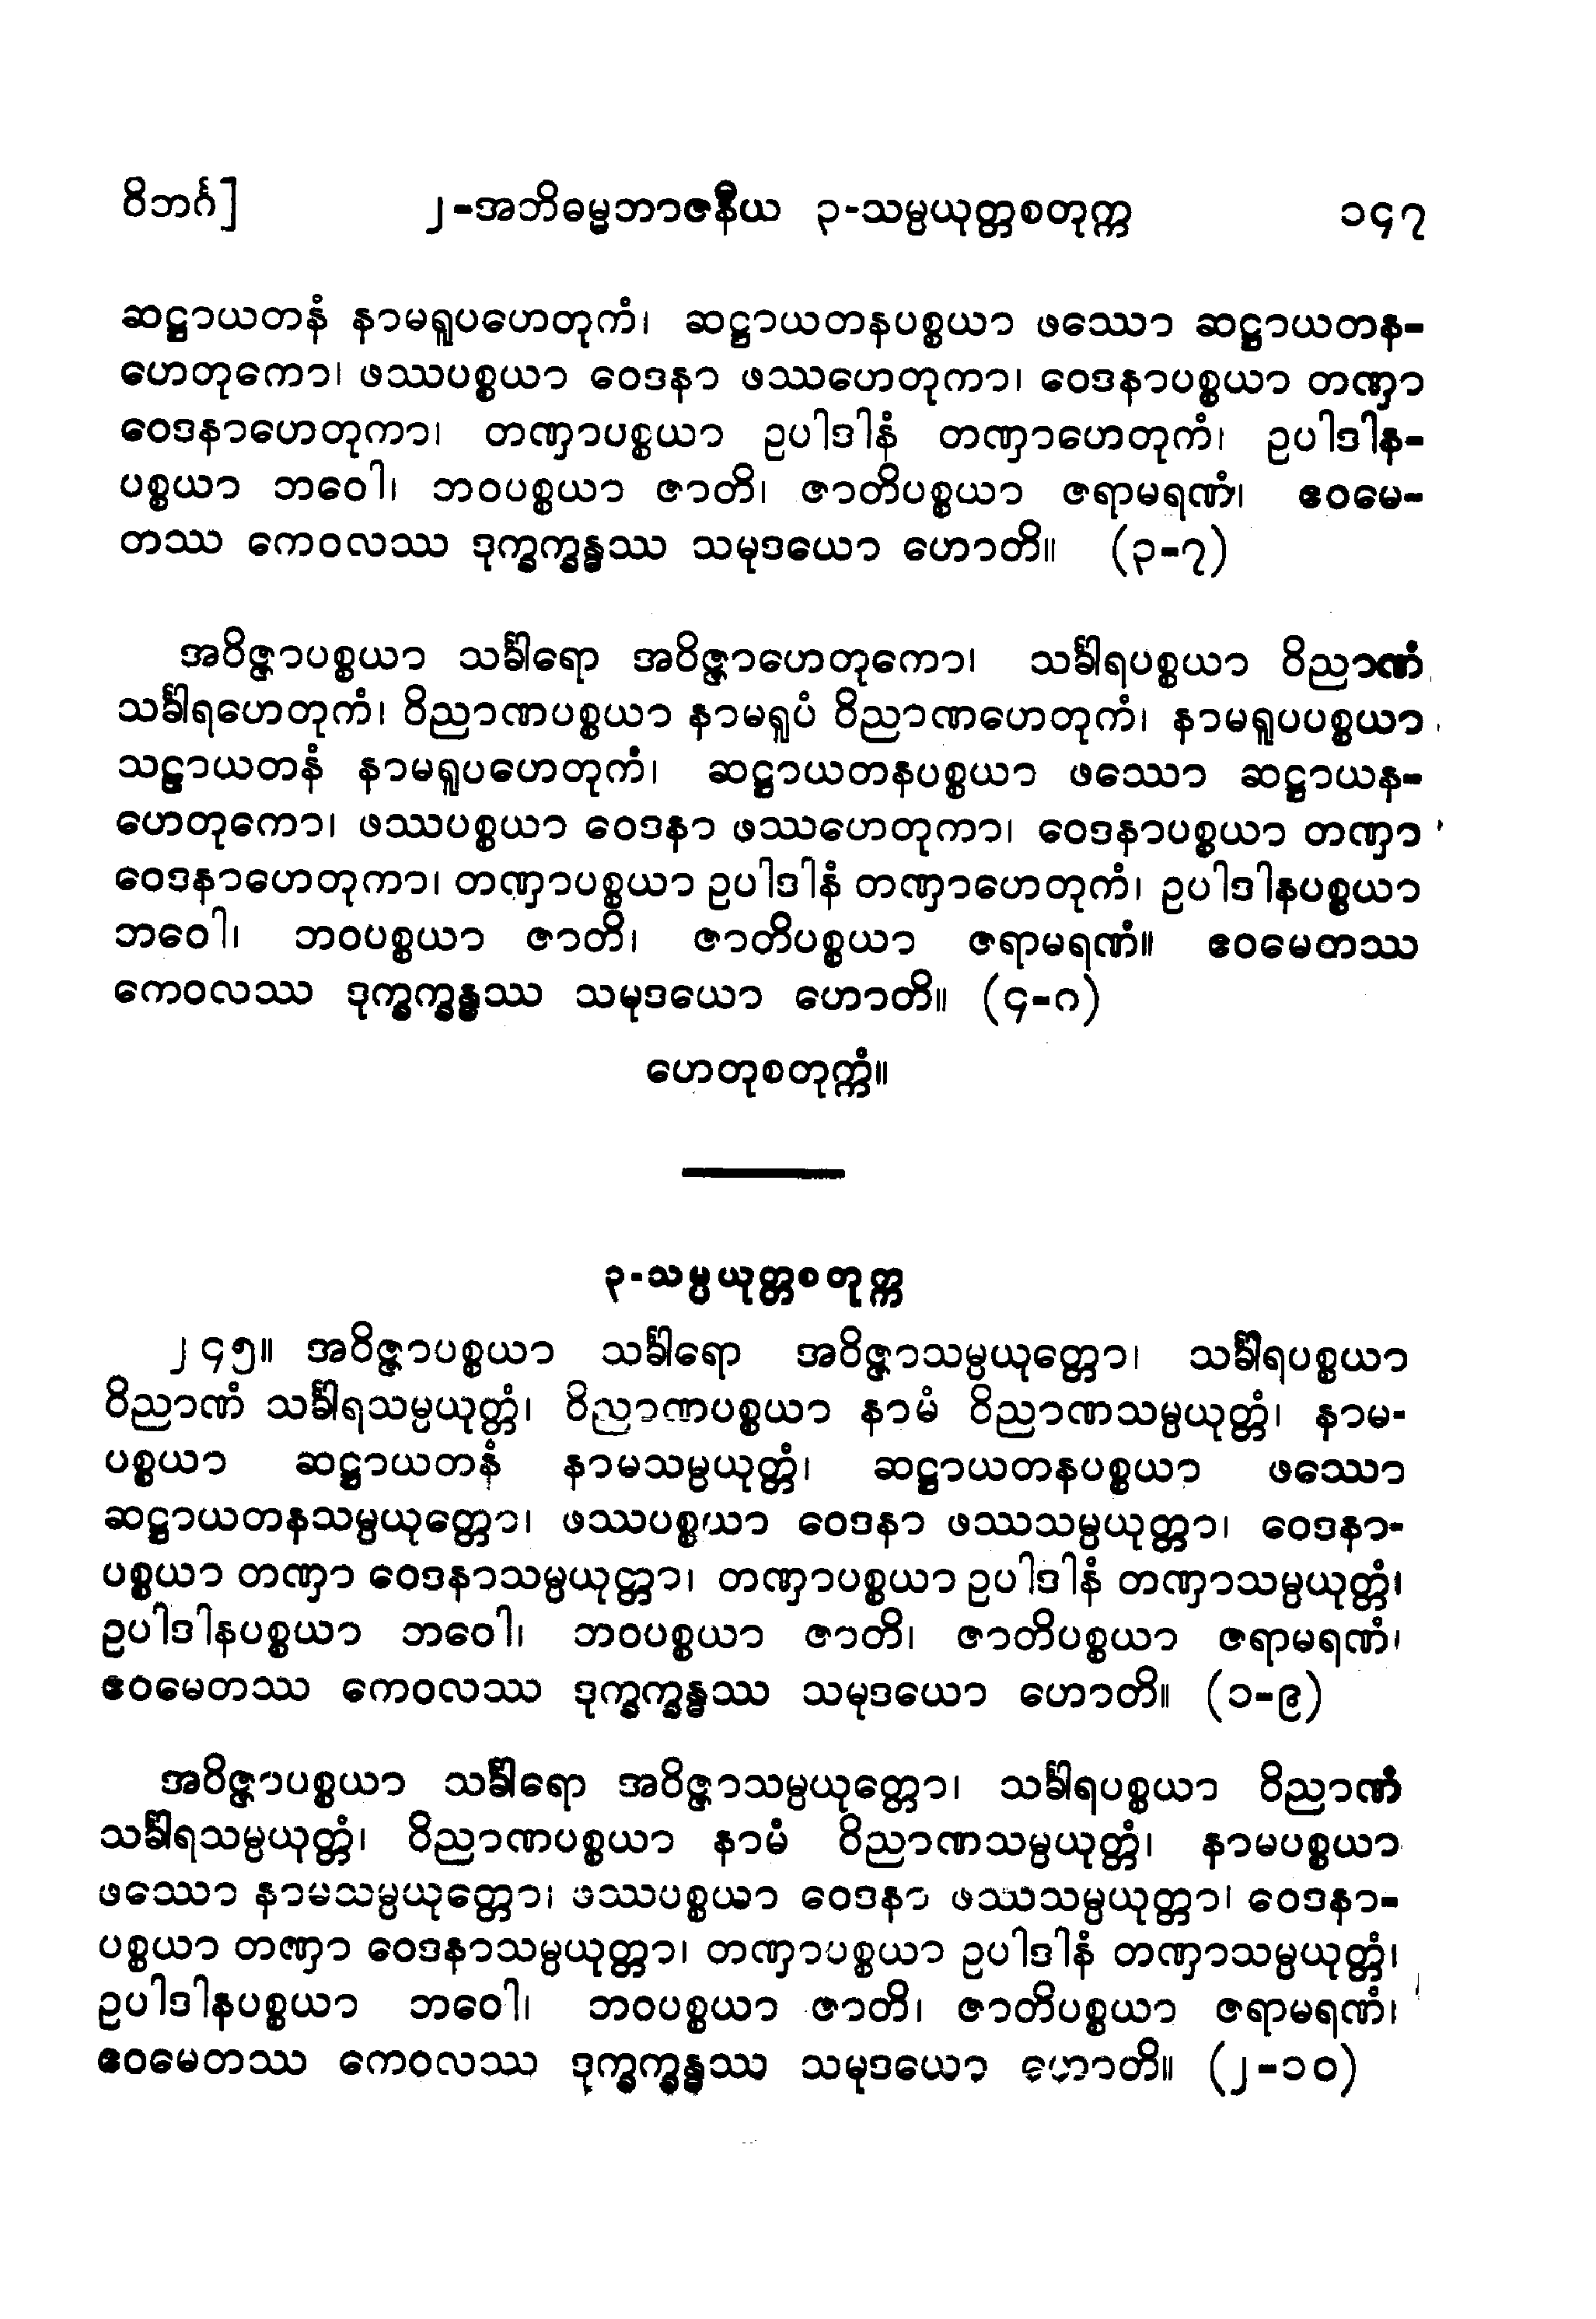 ဝိဘင်္ဂ] ၂-အဘိဓမ္မဘာဇနီယ ၃-သမ္ပယုတ္တစတုက္က ၁၄၇
ဆဋ္ဌာယတနံ နာမရူပဟေတုကံ၊ ဆဋ္ဌာယတနပစ္စယာ ဖဿော ဆဋ္ဌာယတန-
ဟေတုကော၊ ဖဿပစ္စယာ ဝေဒနာ ဖဿဟေတုကာ၊ ဝေဒနာပစ္စယာ တဏှာ
ဝေဒနာဟေတုကာ၊ တဏှာပစ္စယာ ဥပါဒါနံ တဏှာဟေတုကံ၊ ဥပါဒါန-
ပစ္စယာ ဘဝေါ၊ ဘဝပစ္စယာ ဇာတိ၊ ဇာတိပစ္စယာ ဇရာမရဏံ၊ ဧဝမေ-
တဿ ကေဝလဿ ဒုက္ခက္ခန္ဓဿ သမုဒယော ဟောတိ။ (၃-၇)
အဝိဇ္ဇာပစ္စယာ သင်္ခါရော အဝိဇ္ဇာဟေတုကော၊ သင်္ခါရပစ္စယာ ဝိညာဏံ
သင်္ခါရဟေတုကံ၊ ဝိညာဏပစ္စယာ နာမရူပံ ဝိညာဏဟေတုကံ၊ နာမရူပပစ္စယာ
သဠာယတနံ နာမရူပဟေတုကံ၊ ဆဋ္ဌာယတနပစ္စယာ ဖဿော ဆဋ္ဌာယန-
ဟေတုကော၊ ဖဿပစ္စယာ ဝေဒနာ ဖဿဟေတုကာ၊ ဝေဒနာပစ္စယာ တဏှာ
ဝေဒနာဟေတုကာ၊ တဏှာပစ္စယာ ဥပါဒါနံ တဏှာဟေတုကံ၊ ဥပါဒါနပစ္စယာ
ဘဝေါ၊ ဘဝပစ္စယာ ဇာတိ၊ ဇာတိပစ္စယာ ဇရာမရဏံ။ ဧဝမေတဿ
ကေဝလဿ ဒုက္ခက္ခန္ဓဿ သမုဒယော ဟောတိ။ (၄-၈)
ဟေတုစတုက္ကံ။
၃-သမ္ပယုတ္တစတုက္က
၂၄၅။ အဝိဇ္ဇာပစ္စယာ သင်္ခါရော အဝိဇ္ဇာသမ္ပယုတ္တော၊ သင်္ခါရပစ္စယာ
ဝိညာဏံ သင်္ခါရသမ္ပယုတ္တံ၊ ဝိညာဏပစ္စယာ နာမံ ဝိညာဏသမ္ပယုတ္တံ၊ နာမ-
ပစ္စယာ ဆဋ္ဌာယတနံ နာမသမ္ပယုတ္တံ၊ ဆဋ္ဌာယတနပစ္စယာ ဖဿော
ဆဋ္ဌာယတနသမ္ပယုတ္တော၊ ဖဿပစ္စယာ ဝေဒနာ ဖဿသမ္ပယုတ္တာ၊ ဝေဒနာ-
ပစ္စယာ တဏှာ ဝေဒနာသမ္ပယုတ္တာ၊ တဏှာပစ္စယာ ဥပါဒါနံ တဏှာသမ္ပယုတ္တံ၊
ဥပါဒါနပစ္စယာ ဘဝေါ၊ ဘဝပစ္စယာ ဇာတိ၊ ဇာတိပစ္စယာ ဇရာမရဏံ၊
ဧဝမေတဿ ကေဝလဿ ဒုက္ခက္ခန္ဓဿ သမုဒယော ဟောတိ။ (၁-၉)
အဝိဇ္ဇာပစ္စယာ သင်္ခါရော အဝိဇ္ဇာသမ္ပယုတ္တော၊ သင်္ခါရပစ္စယာ ဝိညာဏံ
သင်္ခါရသမ္ပယုတ္တံ၊ ဝိညာဏပစ္စယာ နာမံ ဝိညာဏသမ္ပယုတ္တံ၊ နာမပစ္စယာ
ဖဿော နာမသမ္ပယုတ္တော၊ ဖဿပစ္စယာ ဝေဒနာ ဖဿသမ္ပယုတ္တာ၊ ဝေဒနာ-
ပစ္စယာ တဏှာ ဝေဒနာသမ္ပယုတ္တာ၊ တဏှာပစ္စယာ ဥပါဒါနံ တဏှာသမ္ပယုတ္တံ၊
ဥပါဒါနပစ္စယာ ဘဝေါ၊ ဘဝပစ္စယာ ဇာတိ၊ ဇာတိပစ္စယာ ဇရာမရဏံ၊
ဧဝမေတဿ ကေဝလဿ ဒုက္ခက္ခန္ဓဿ သမုဒယော ဟောတိ။ (၂-၁၀)